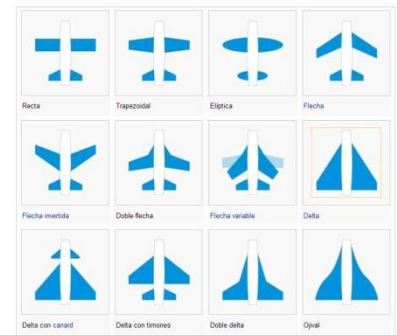 Recta Trapezoidal Elíptica Flecha
Flecha invertida Doble flecha Flecha variable Delta
Delta con canard Delta con timones Doble delta Ojival